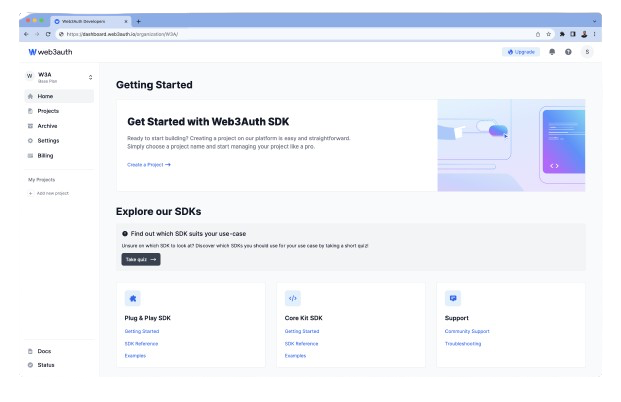 Web3Auth Developers
https://dashboard.web3auth.io/organization/W3A/
web3auth
Upgrade
S
W
W3A
Base Plan
Home
Projects
Archive
Settings
Billing
My Projects
+ Add new project
Docs
Status
Getting Started
Get Started with Web3Auth SDK
Ready to start building? Creating a project on our platform is easy and straightforward.
Simply choose a project name and start managing your project like a pro.
Create a Project →
Explore our SDKs
Find out which SDK suits your use-case
Unsure on which SDK to look at? Discover which SDKs you should use for your use case by taking a short quiz!
Take quiz →
Plug & Play SDK
Getting Started
SDK Reference
Examples
Core Kit SDK
Getting Started
SDK Reference
Examples
Support
Community Support
Troubleshooting